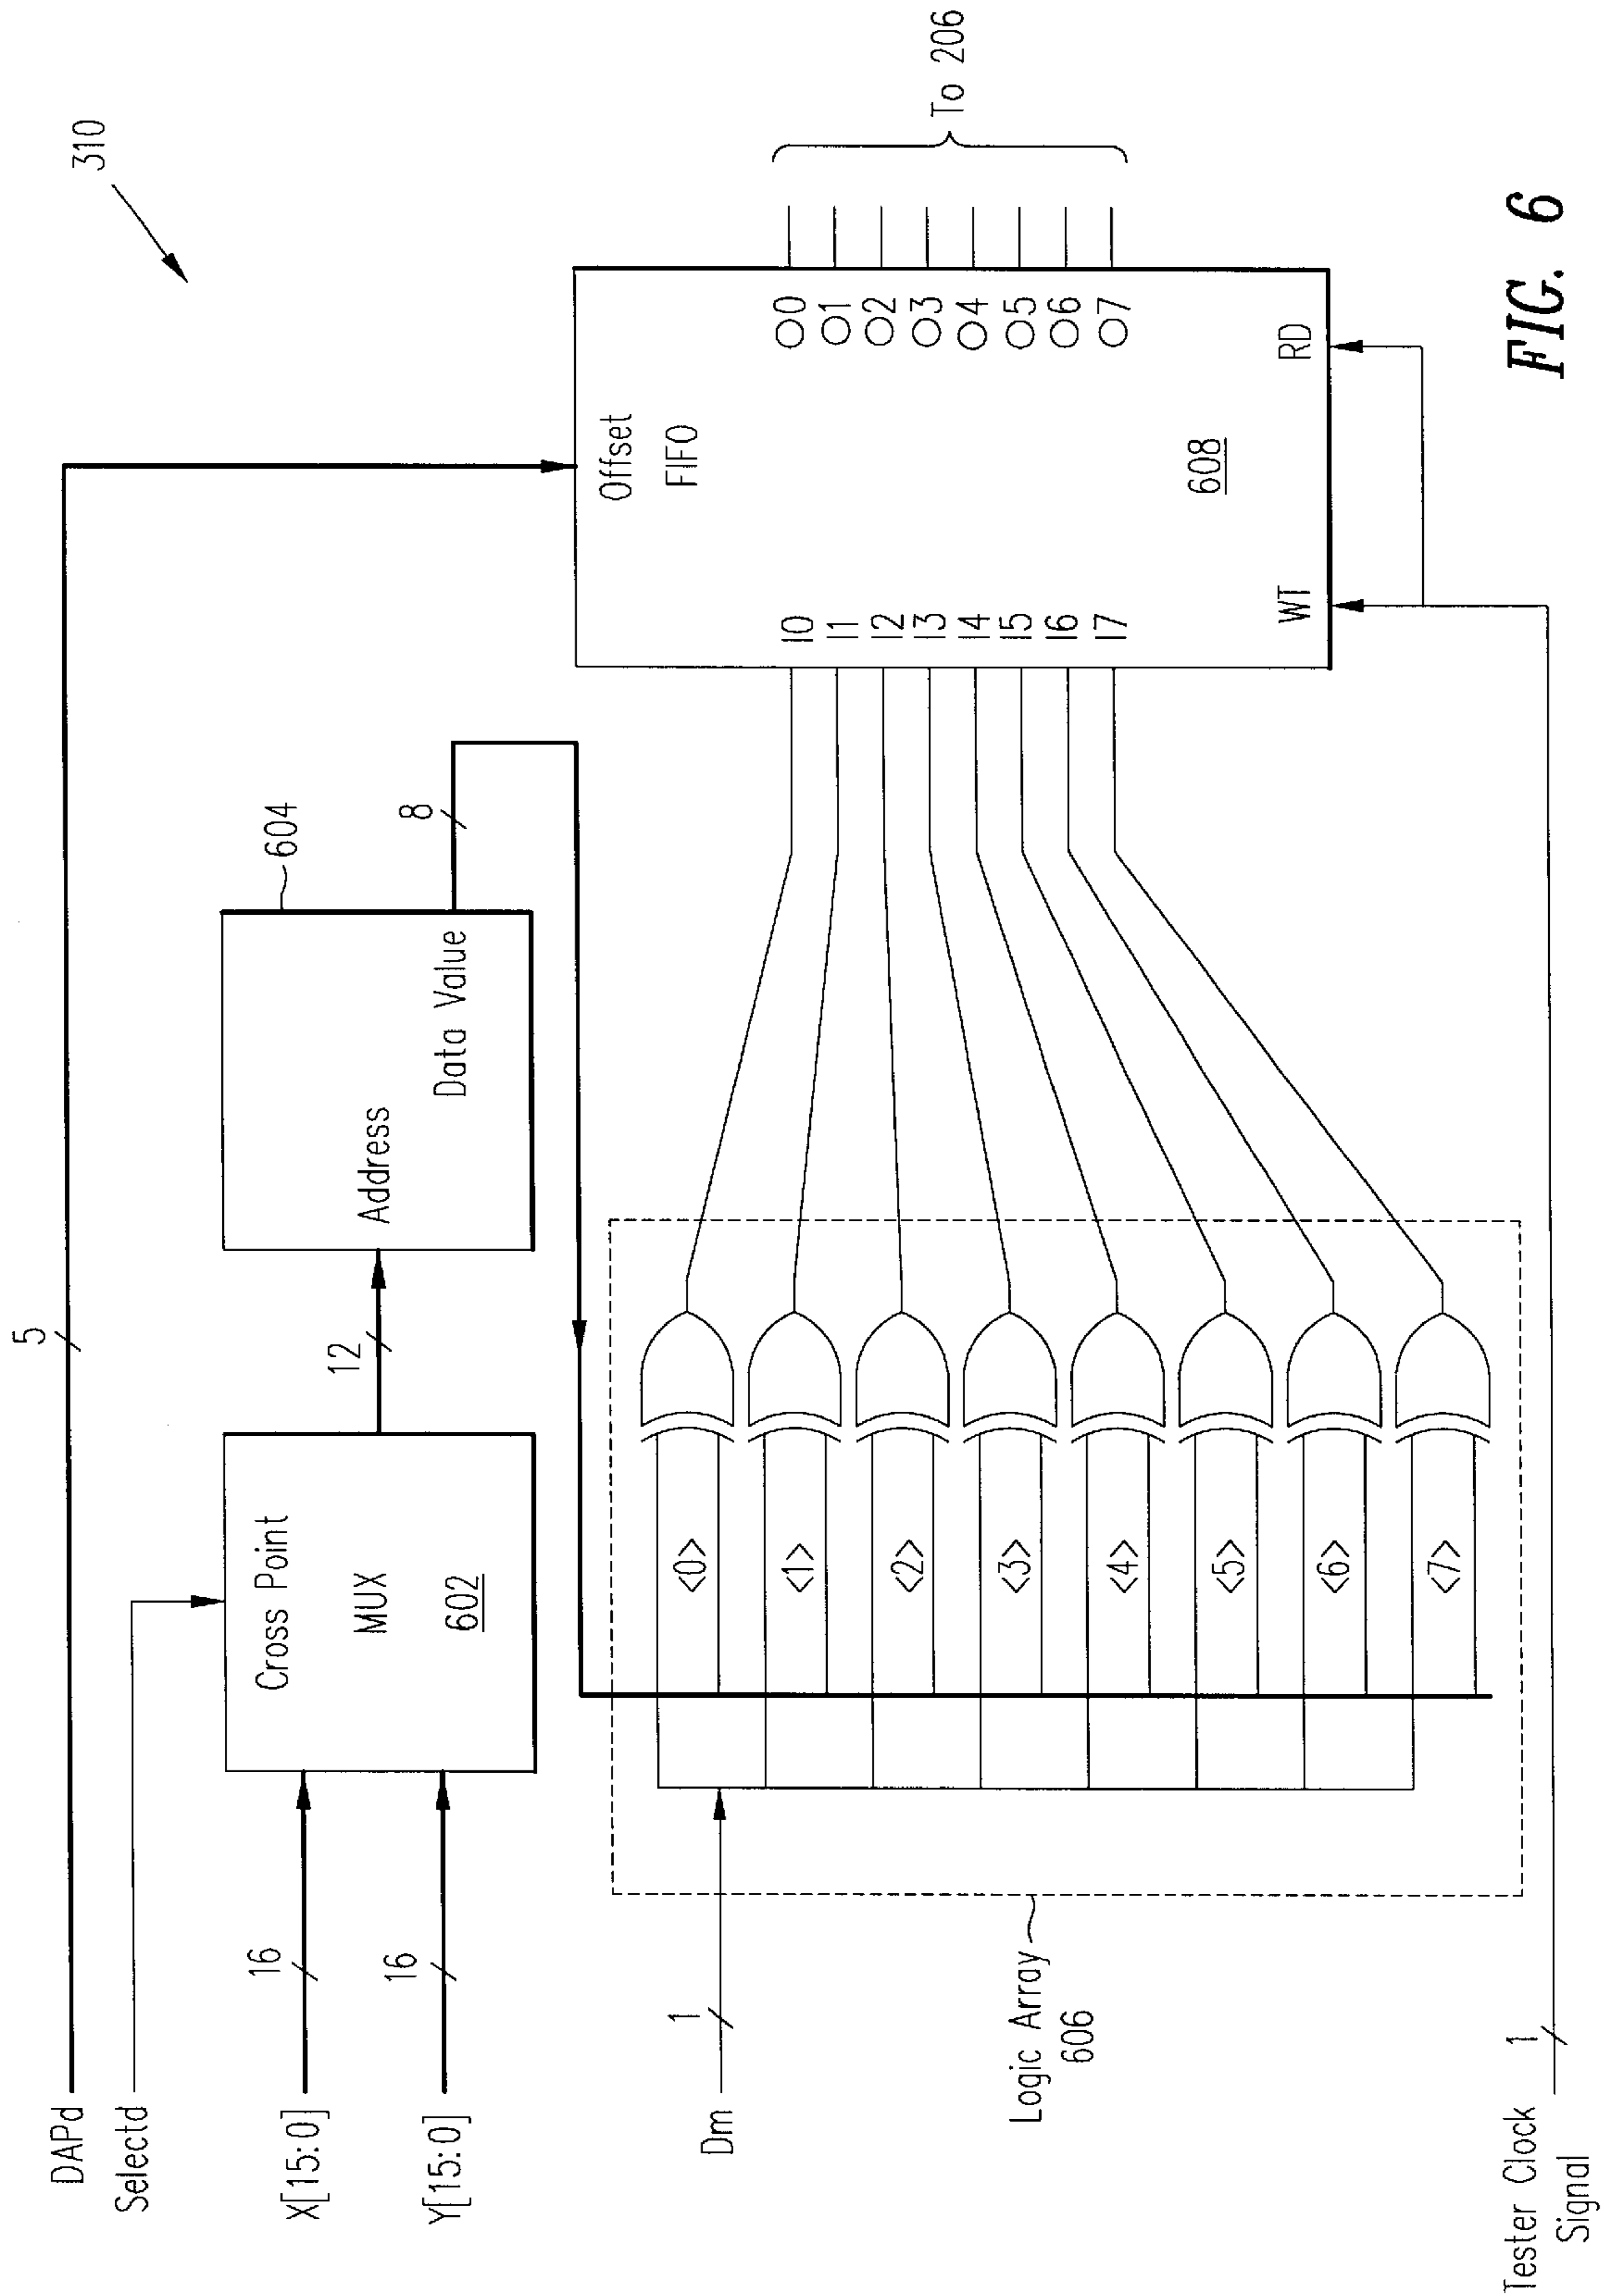 310
DAPd
5
Selectd
X[15:0]
16
Y[15:0]
16
Cross Point
MUX
602
12
Address
Data Value
604
8
Dm
1
Logic Array
606
<0>
<1>
<2>
<3>
<4>
<5>
<6>
<7>
Offset
FIFO
I0
I1
I2
I3
I4
I5
I6
I7
O0
O1
O2
O3
O4
O5
O6
O7
608
WT
RD
To 206
Tester Clock
Signal
1
FIG. 6